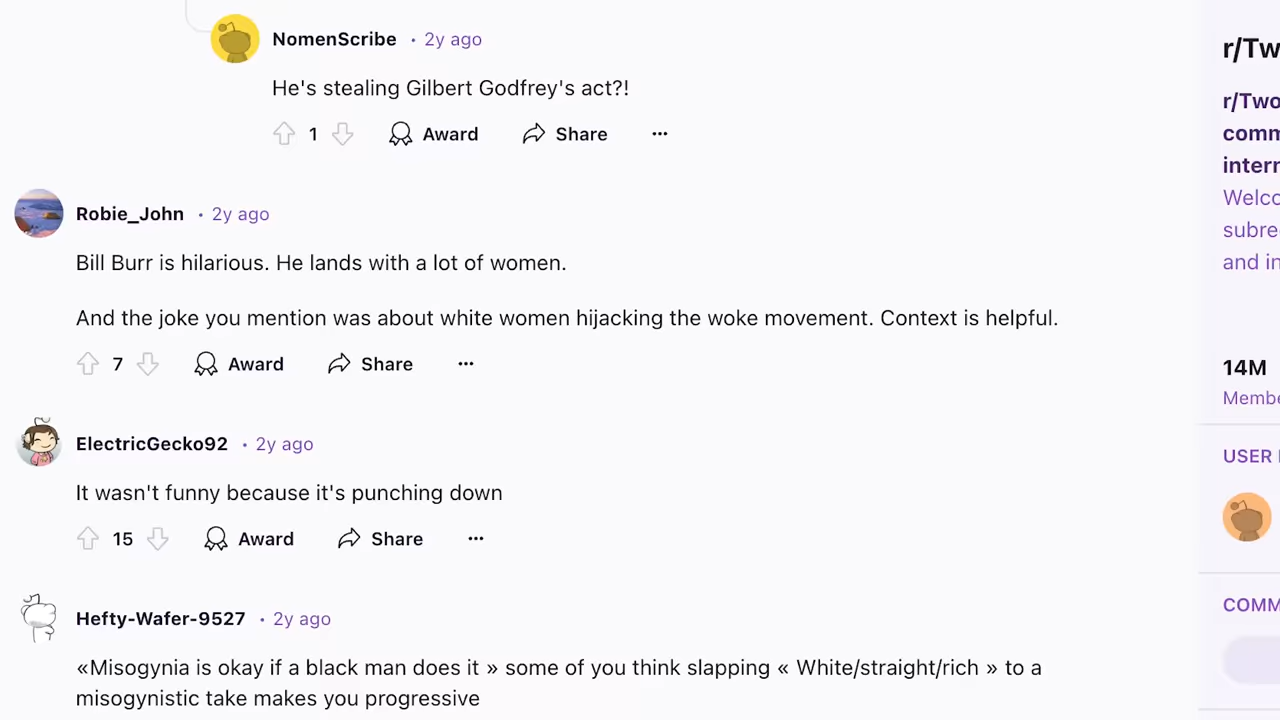 NomenScribe • 2y ago
He's stealing Gilbert Godfrey's act?!
1 Award Share ...
Robie_John • 2y ago
Bill Burr is hilarious. He lands with a lot of women.
And the joke you mention was about white women hijacking the woke movement. Context is helpful.
7 Award Share ...
ElectricGecko92 • 2y ago
It wasn't funny because it's punching down
15 Award Share ...
Hefty-Wafer-9527 • 2y ago
«Misogynia is okay if a black man does it » some of you think slapping « White/straight/rich » to a
misogynistic take makes you progressive
r/Tw
r/Two
comm
intern
Welco
subre
and in
14M
Membe
USER
COMM